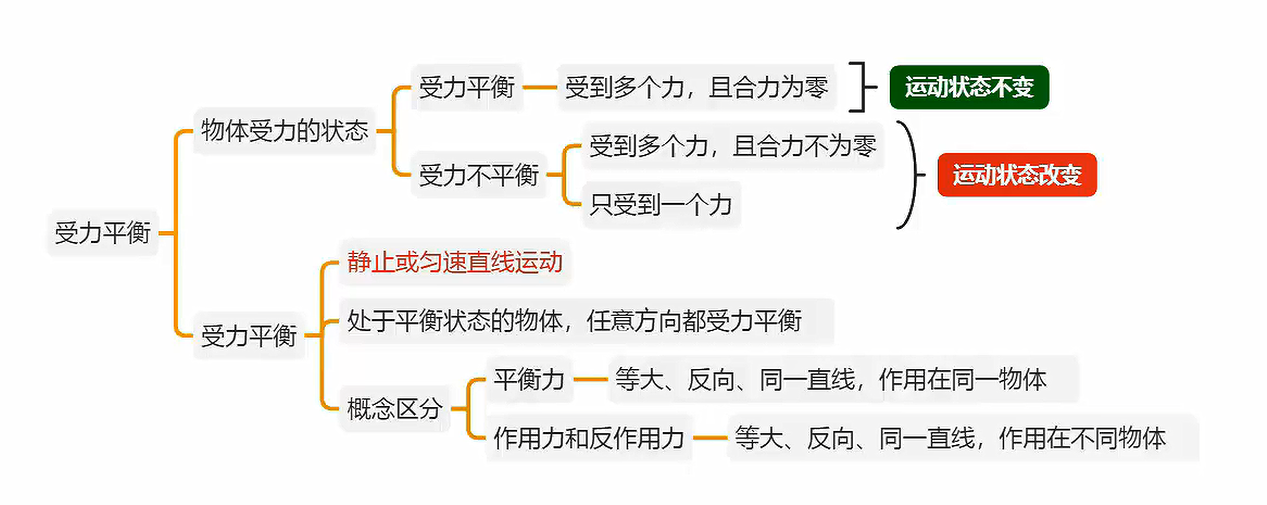 受力平衡
物体受力的状态
受力平衡
受到多个力，且合力为零
运动状态不变
受力不平衡
受到多个力，且合力不为零
只受到一个力
运动状态改变
受力平衡
静止或匀速直线运动
处于平衡状态的物体，任意方向都受力平衡
概念区分
平衡力
等大、反向、同一直线，作用在同一物体
作用力和反作用力
等大、反向、同一直线，作用在不同物体